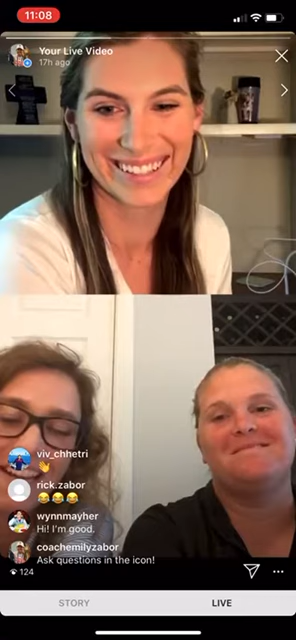 11:08
Your Live Video
17h ago
viv_chhetri
👋
rick.zabor
😂😂😂
wynnmayher
Hi! I'm good.
coachemilyzabor
Ask questions in the icon!
124
STORY LIVE